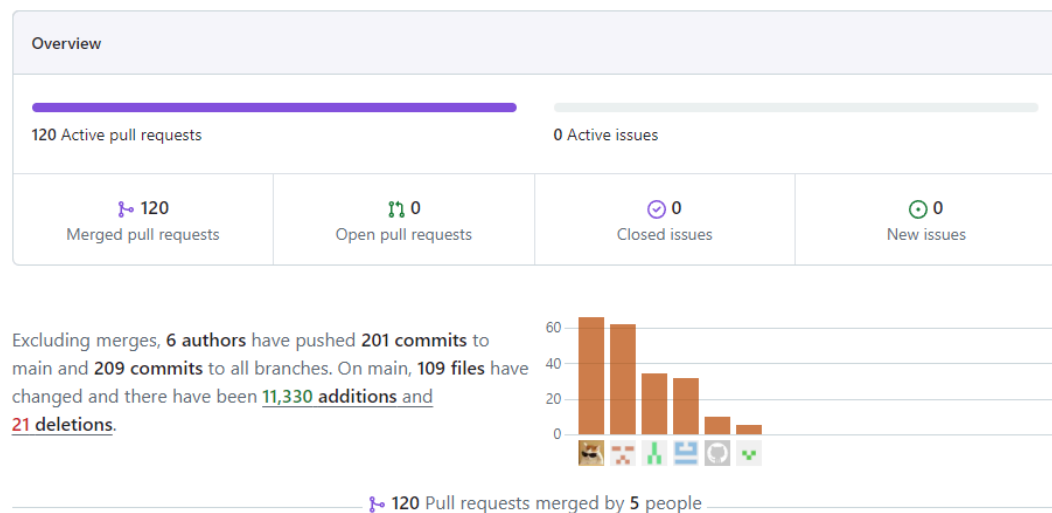 Overview
120 Active pull requests
0 Active issues
120
Merged pull requests
0
Open pull requests
0
Closed issues
0
New issues
Excluding merges, 6 authors have pushed 201 commits to
main and 209 commits to all branches. On main, 109 files have
changed and there have been 11,330 additions and
21 deletions.
60
40
20
0
120 Pull requests merged by 5 people